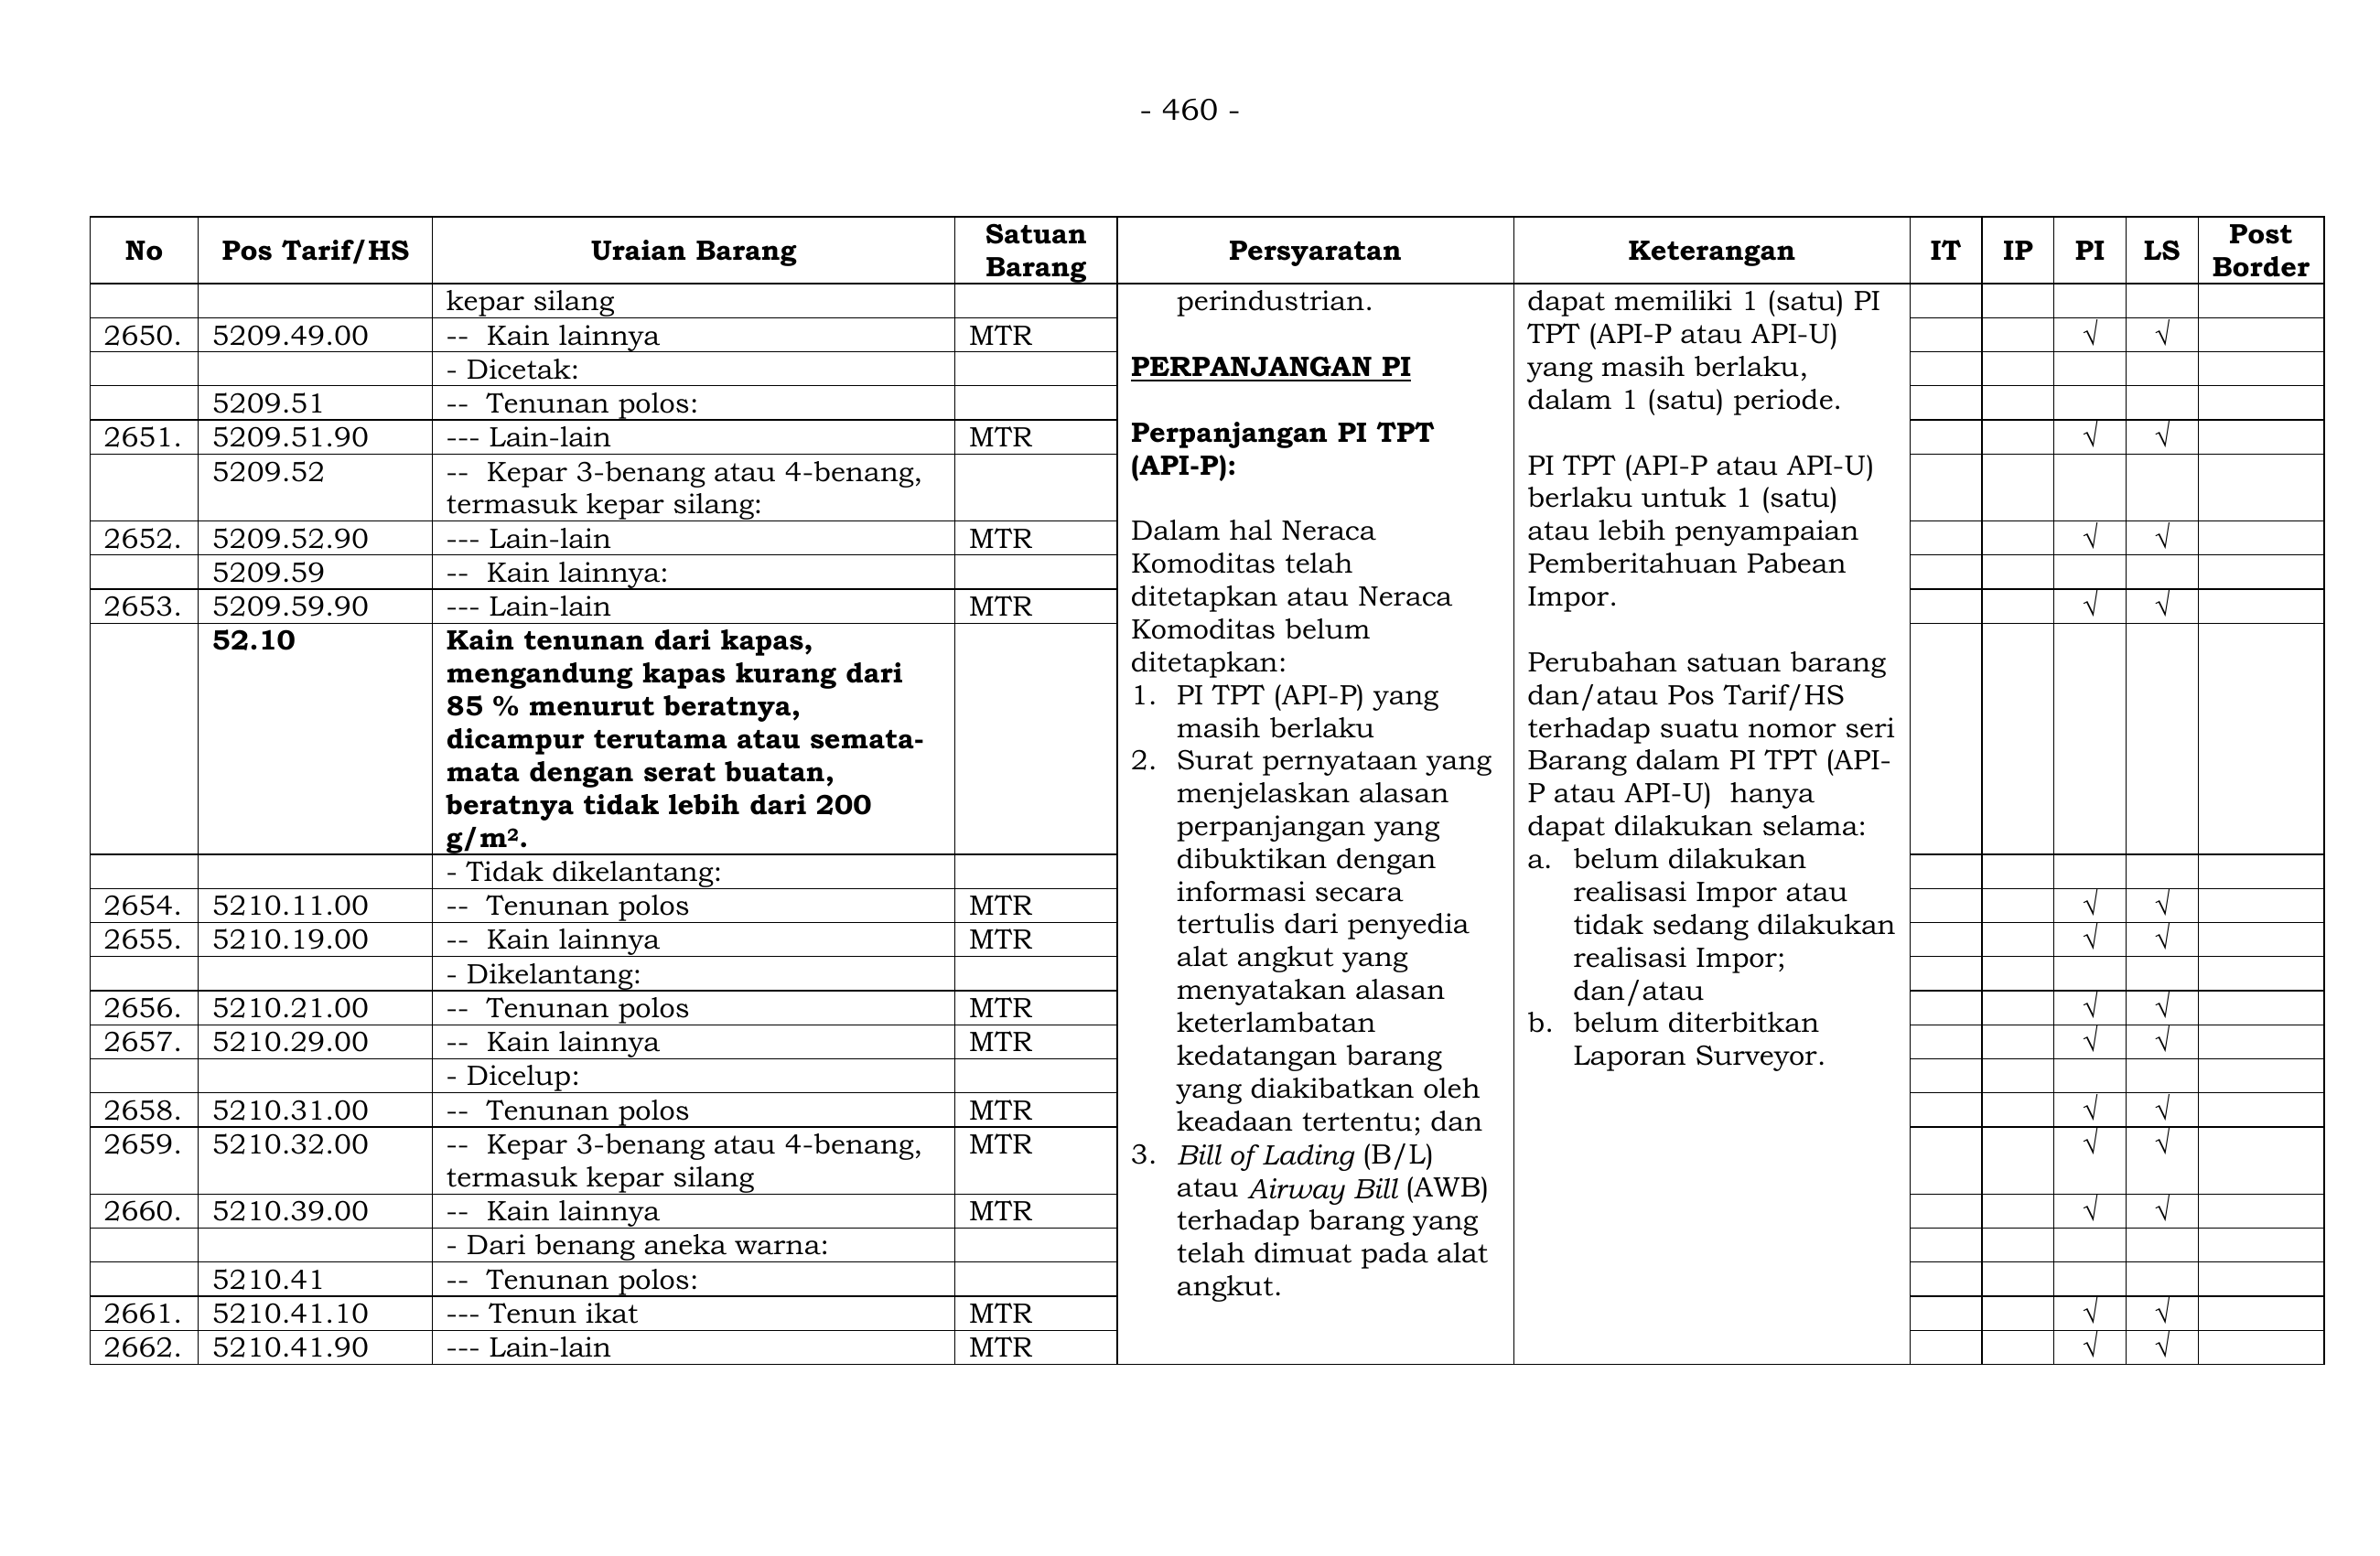 - 460 -
No Pos Tarif/HS Uraian Barang Satuan Barang Persyaratan Keterangan IT IP PI LS Post Border
kepar silang
2650. 5209.49.00 -- Kain lainnya MTR √ √
- Dicetak:
5209.51 -- Tenunan polos:
2651. 5209.51.90 --- Lain-lain MTR √ √
5209.52 -- Kepar 3-benang atau 4-benang,
termasuk kepar silang:
2652. 5209.52.90 --- Lain-lain MTR √ √
5209.59 -- Kain lainnya:
2653. 5209.59.90 --- Lain-lain MTR √ √
52.10 Kain tenunan dari kapas,
mengandung kapas kurang dari
85 % menurut beratnya,
dicampur terutama atau semata-
mata dengan serat buatan,
beratnya tidak lebih dari 200
g/m².
- Tidak dikelantang:
2654. 5210.11.00 -- Tenunan polos MTR √ √
2655. 5210.19.00 -- Kain lainnya MTR √ √
- Dikelantang:
2656. 5210.21.00 -- Tenunan polos MTR √ √
2657. 5210.29.00 -- Kain lainnya MTR √ √
- Dicelup:
2658. 5210.31.00 -- Tenunan polos MTR √ √
2659. 5210.32.00 -- Kepar 3-benang atau 4-benang, MTR √ √
termasuk kepar silang
2660. 5210.39.00 -- Kain lainnya MTR √ √
- Dari benang aneka warna:
5210.41 -- Tenunan polos:
2661. 5210.41.10 --- Tenun ikat MTR √ √
2662. 5210.41.90 --- Lain-lain MTR √ √
perindustrian.
PERPANJANGAN PI
Perpanjangan PI TPT
(API-P):
Dalam hal Neraca
Komoditas telah
ditetapkan atau Neraca
Komoditas belum
ditetapkan:
1. PI TPT (API-P) yang
masih berlaku
2. Surat pernyataan yang
menjelaskan alasan
perpanjangan yang
dibuktikan dengan
informasi secara
tertulis dari penyedia
alat angkut yang
menyatakan alasan
keterlambatan
kedatangan barang
yang diakibatkan oleh
keadaan tertentu; dan
3. Bill of Lading (B/L)
atau Airway Bill (AWB)
terhadap barang yang
telah dimuat pada alat
angkut.
dapat memiliki 1 (satu) PI
TPT (API-P atau API-U)
yang masih berlaku,
dalam 1 (satu) periode.
PI TPT (API-P atau API-U)
berlaku untuk 1 (satu)
atau lebih penyampaian
Pemberitahuan Pabean
Impor.
Perubahan satuan barang
dan/atau Pos Tarif/HS
terhadap suatu nomor seri
Barang dalam PI TPT (API-
P atau API-U) hanya
dapat dilakukan selama:
a. belum dilakukan
realisasi Impor atau
tidak sedang dilakukan
realisasi Impor;
dan/atau
b. belum diterbitkan
Laporan Surveyor.